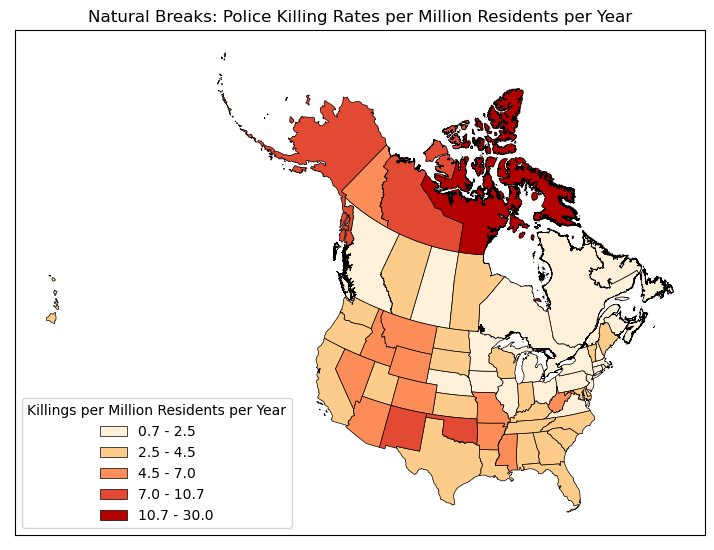 Natural Breaks: Police Killing Rates per Million Residents per Year
Killings per Million Residents per Year
0.7 - 2.5
2.5 - 4.5
4.5 - 7.0
7.0 - 10.7
10.7 - 30.0